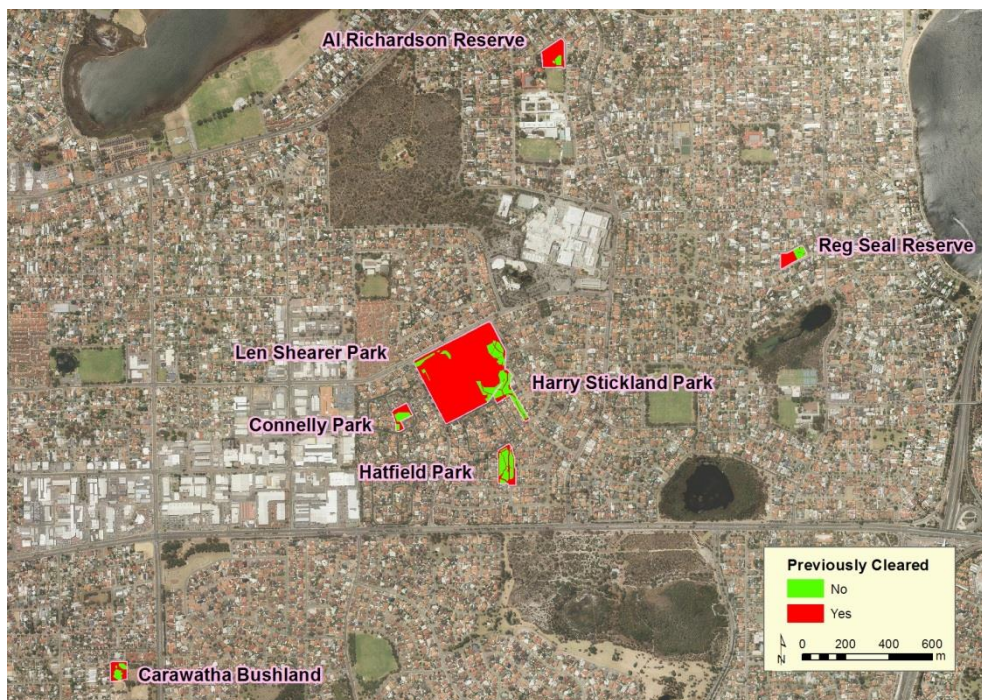 Al Richardson Reserve
Reg Seal Reserve
Len Shearer Park
Harry Stickland Park
Connelly Park
Hatfield Park
Carawatha Bushland
Previously Cleared
No
Yes
0 200 400 600
m
N